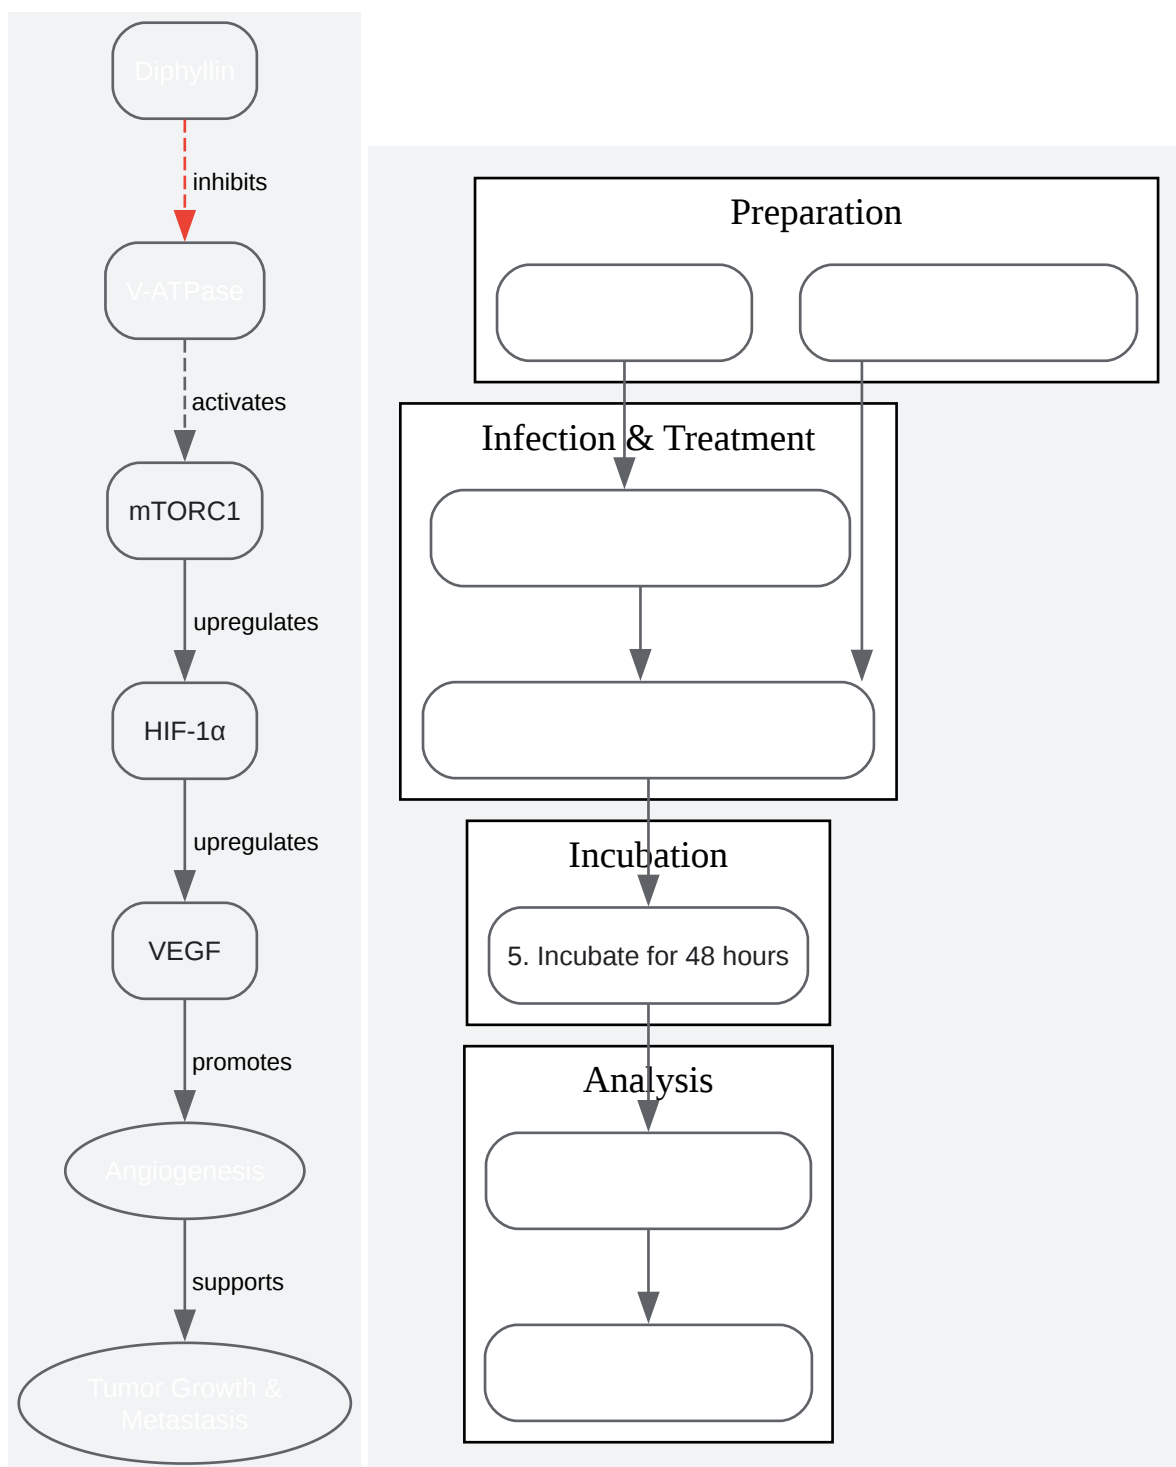 Diphyllin
inhibits
V-ATPase
activates
mTORC1
upregulates
HIF-1α
upregulates
VEGF
promotes
Angiogenesis
supports
Tumor Growth &
Metastasis
Preparation
Infection & Treatment
Incubation
5. Incubate for 48 hours
Analysis